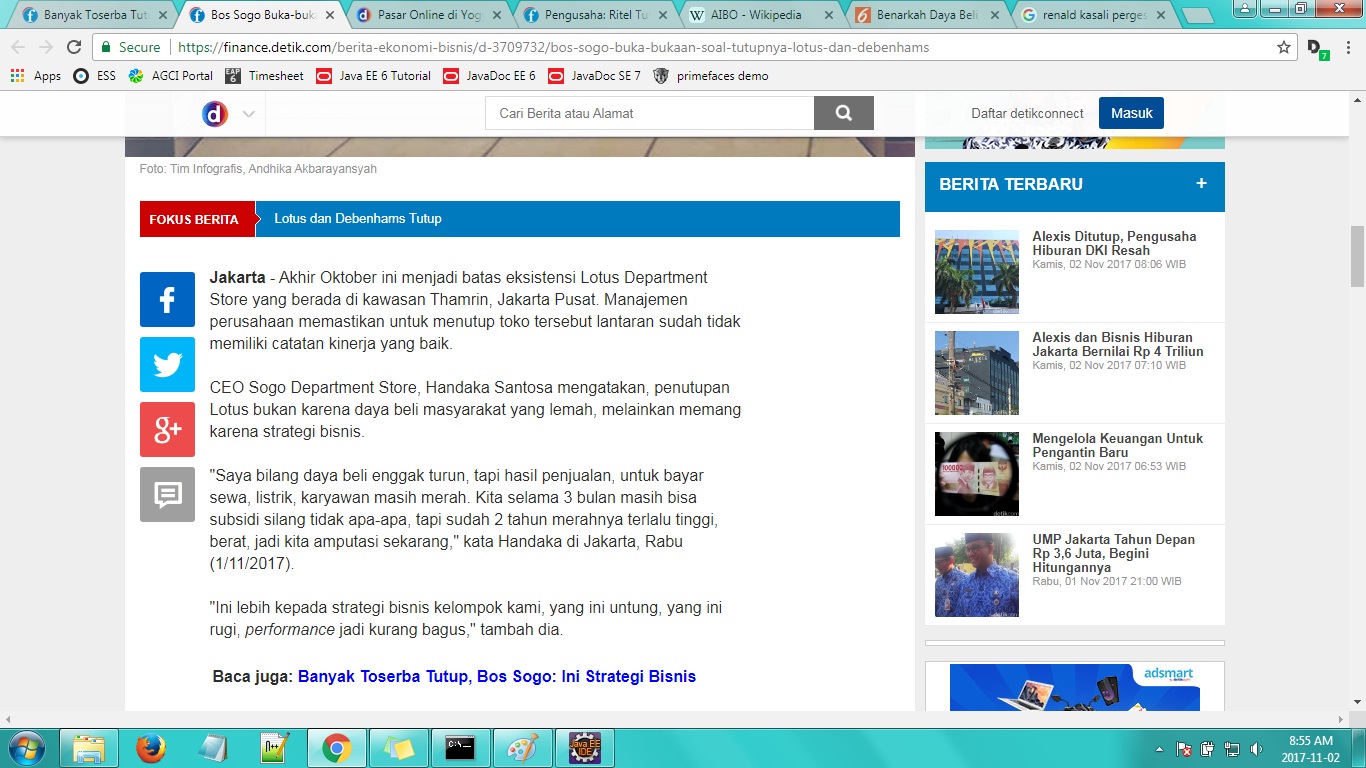 Banyak Toserba Tut
Bos Sogo Buka-buk
Pasar Online di Yog
Pengusaha: Ritel Tu
AIBO - Wikipedia
Benarkah Daya Beli
renald kasali perges
Secure
https://finance.detik.com/berita-ekonomi-bisnis/d-3709732/bos-sogo-buka-bukaan-soal-tutupnya-lotus-dan-debenhams
D
7
Apps
ESS
AGCI Portal
EAP 6
Timesheet
Java EE 6 Tutorial
JavaDoc EE 6
JavaDoc SE 7
primefaces demo
d
Cari Berita atau Alamat
Daftar detikconnect
Masuk
Foto: Tim Infografis, Andhika Akbarayansyah
FOKUS BERITA
Lotus dan Debenhams Tutup
Jakarta - Akhir Oktober ini menjadi batas eksistensi Lotus Department
Store yang berada di kawasan Thamrin, Jakarta Pusat. Manajemen
perusahaan memastikan untuk menutup toko tersebut lantaran sudah tidak
memiliki catatan kinerja yang baik.
CEO Sogo Department Store, Handaka Santosa mengatakan, penutupan
Lotus bukan karena daya beli masyarakat yang lemah, melainkan memang
karena strategi bisnis.
"Saya bilang daya beli enggak turun, tapi hasil penjualan, untuk bayar
sewa, listrik, karyawan masih merah. Kita selama 3 bulan masih bisa
subsidi silang tidak apa-apa, tapi sudah 2 tahun merahnya terlalu tinggi,
berat, jadi kita amputasi sekarang," kata Handaka di Jakarta, Rabu
(1/11/2017).
"Ini lebih kepada strategi bisnis kelompok kami, yang ini untung, yang ini
rugi, performance jadi kurang bagus," tambah dia.
Baca juga: Banyak Toserba Tutup, Bos Sogo: Ini Strategi Bisnis
BERITA TERBARU +
Alexis Ditutup, Pengusaha
Hiburan DKI Resah
Kamis, 02 Nov 2017 08:06 WIB
Alexis dan Bisnis Hiburan
Jakarta Bernilai Rp 4 Triliun
Kamis, 02 Nov 2017 07:10 WIB
Mengelola Keuangan Untuk
Pengantin Baru
Kamis, 02 Nov 2017 06:53 WIB
UMP Jakarta Tahun Depan
Rp 3,6 Juta, Begini
Hitungannya
Rabu, 01 Nov 2017 21:00 WIB
adsmart
Java EE
IDE
8:55 AM
2017-11-02